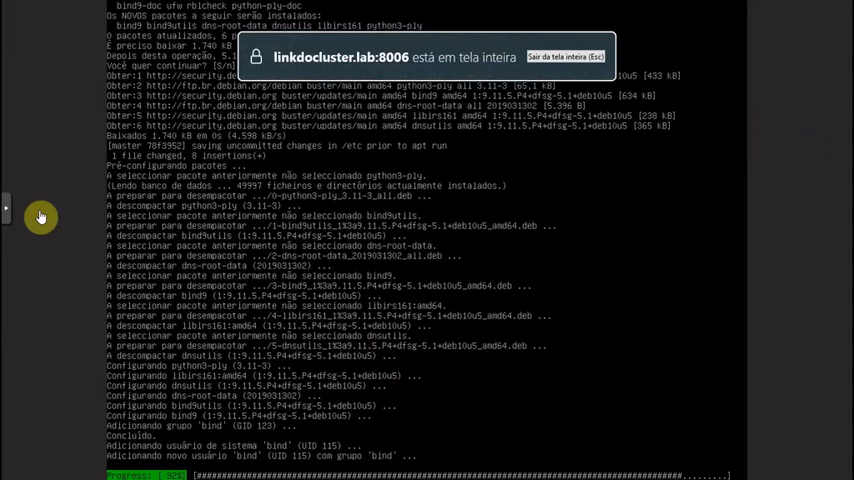 bind9-doc ufw rblcheck python-ply-doc
Os NOVOS pacotes a seguir serão instalados:
bind9 bind9utils dns-root-data dnsutils libirs161 python3-ply
0 pacotes atualizados, 6
É preciso baixar 1.740 kB
Depois desta operação, 5.1
Você quer continuar? [S/n]
linkdocluster.lab:8006 está em tela inteira
Sair da tela inteira (Esc)
Obter:1 http://security.d [433 kB]
Obter:2 http://ftp.br.debian.org/debian buster/main amd64 python3-ply all 3.11-3 [65,1 kB]
Obter:3 http://security.debian.org buster/updates/main amd64 bind9 amd64 1:9.11.5.P4+dfsg-5.1+deb10u5 [634 kB]
Obter:4 http://ftp.br.debian.org/debian buster/main amd64 dns-root-data all 2019031302 [5.396 B]
Obter:5 http://security.debian.org buster/updates/main amd64 libirs161 amd64 1:9.11.5.P4+dfsg-5.1+deb10u5 [238 kB]
Obter:6 http://security.debian.org buster/updates/main amd64 dnsutils amd64 1:9.11.5.P4+dfsg-5.1+deb10u5 [365 kB]
Baixados 1.740 kB em 0s (4.598 kB/s)
[master 78f3952] saving uncommitted changes in /etc prior to apt run
1 file changed, 8 insertions(+)
Pré-configurando pacotes ...
A seleccionar pacote anteriormente não seleccionado python3-ply.
(Lendo banco de dados ... 49997 ficheiros e directórios actualmente instalados.)
A preparar para desempacotar .../0-python3-ply_3.11-3_all.deb ...
A descompactar python3-ply (3.11-3) ...
A seleccionar pacote anteriormente não seleccionado bind9utils.
A preparar para desempacotar .../1-bind9utils_1%3a9.11.5.P4+dfsg-5.1+deb10u5_amd64.deb ...
A descompactar bind9utils (1:9.11.5.P4+dfsg-5.1+deb10u5) ...
A seleccionar pacote anteriormente não seleccionado dns-root-data.
A preparar para desempacotar .../2-dns-root-data_2019031302_all.deb ...
A descompactar dns-root-data (2019031302) ...
A seleccionar pacote anteriormente não seleccionado bind9.
A preparar para desempacotar .../3-bind9_1%3a9.11.5.P4+dfsg-5.1+deb10u5_amd64.deb ...
A descompactar bind9 (1:9.11.5.P4+dfsg-5.1+deb10u5) ...
A seleccionar pacote anteriormente não seleccionado libirs161:amd64.
A preparar para desempacotar .../4-libirs161_1%3a9.11.5.P4+dfsg-5.1+deb10u5_amd64.deb ...
A descompactar libirs161:amd64 (1:9.11.5.P4+dfsg-5.1+deb10u5) ...
A seleccionar pacote anteriormente não seleccionado dnsutils.
A preparar para desempacotar .../5-dnsutils_1%3a9.11.5.P4+dfsg-5.1+deb10u5_amd64.deb ...
A descompactar dnsutils (1:9.11.5.P4+dfsg-5.1+deb10u5) ...
Configurando python3-ply (3.11-3) ...
Configurando libirs161:amd64 (1:9.11.5.P4+dfsg-5.1+deb10u5) ...
Configurando dnsutils (1:9.11.5.P4+dfsg-5.1+deb10u5) ...
Configurando dns-root-data (2019031302) ...
Configurando bind9utils (1:9.11.5.P4+dfsg-5.1+deb10u5) ...
Configurando bind9 (1:9.11.5.P4+dfsg-5.1+deb10u5) ...
Adicionando grupo 'bind' (GID 123) ...
Concluído.
Adicionando usuário de sistema 'bind' (UID 115) ...
Adicionando novo usuário 'bind' (UID 115) com grupo 'bind' ...
Progress: [ 82%]